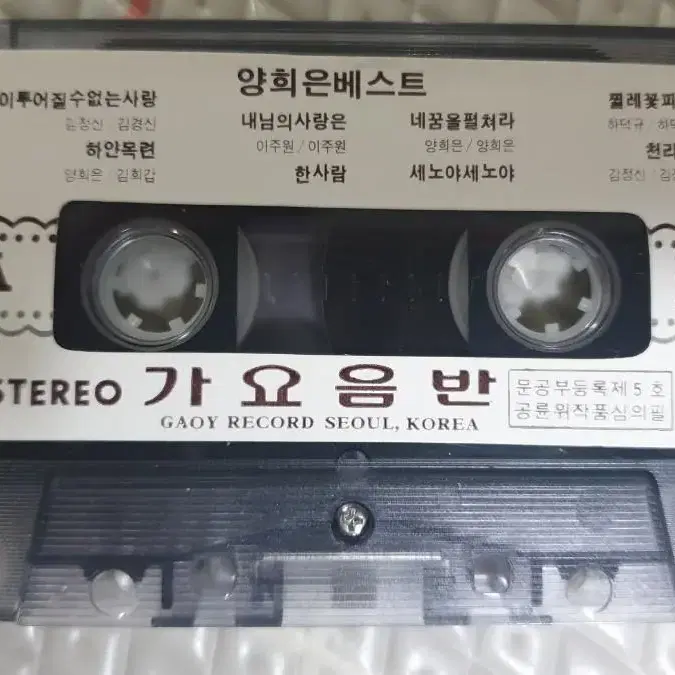 양희은베스트
이투어질수없는사랑
김정신 김경신
하얀목련
양희은 / 김희갑
내님의사랑은
이주원 / 이주원
한사람
네꿈을펼쳐라
양희은 / 양희은
세노야세노야
찔레꽃피
하덕규 / 하덕
천리
김정신 / 김
STEREO 가요음반
GAOY RECORD SEOUL, KOREA
문공부등록제5호
공륜위작품심의필